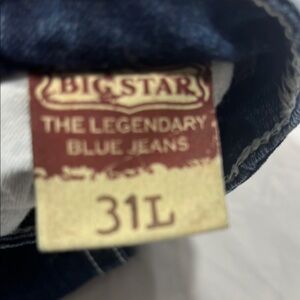 BIG STAR
THE LEGENDARY
BLUE JEANS
31L